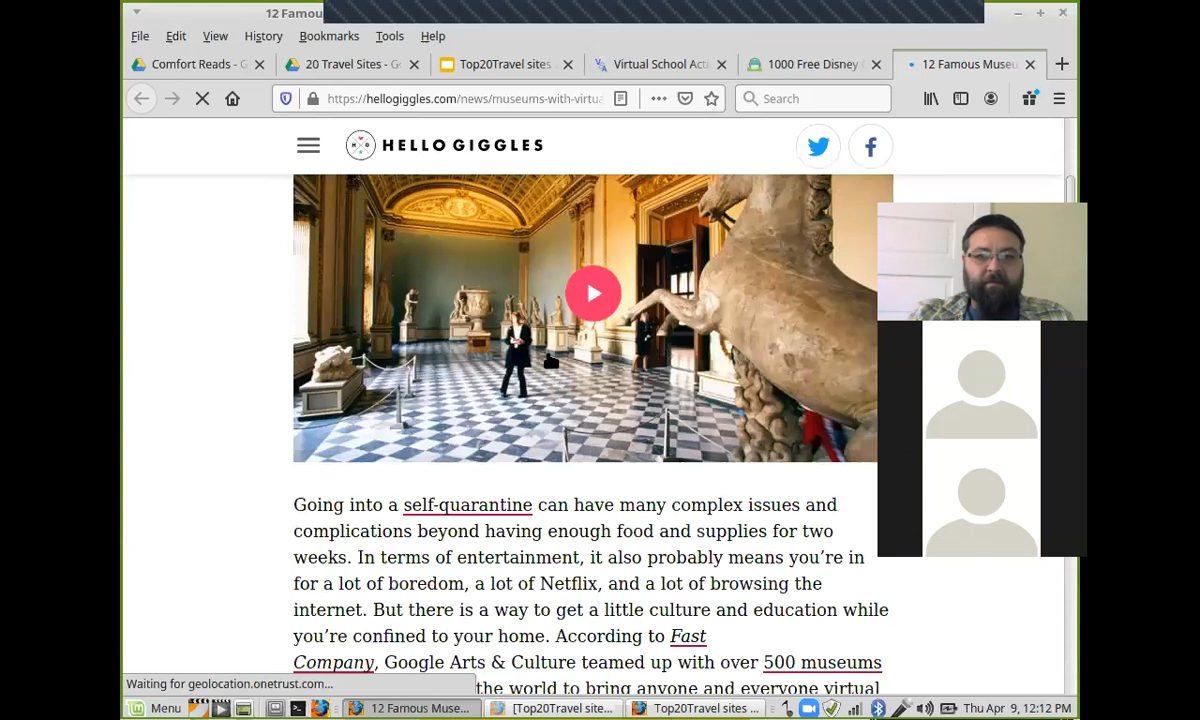 12 Famou
File Edit View History Bookmarks Tools Help
Comfort Reads - G
20 Travel Sites - Go
Top20Travel sites
Virtual School Acti
1000 Free Disney C
12 Famous Museu
https://hellogiggles.com/news/museums-with-virtua
Search
HELLO GIGGLES
Going into a self-quarantine can have many complex issues and
complications beyond having enough food and supplies for two
weeks. In terms of entertainment, it also probably means you’re in
for a lot of boredom, a lot of Netflix, and a lot of browsing the
internet. But there is a way to get a little culture and education while
you’re confined to your home. According to Fast
Company, Google Arts & Culture teamed up with over 500 museums
the world to bring anyone and everyone virtual
Waiting for geolocation.onetrust.com...
Menu
12 Famous Muse...
[Top20Travel site...
Top20Travel sites ...
Thu Apr 9, 12:12 PM